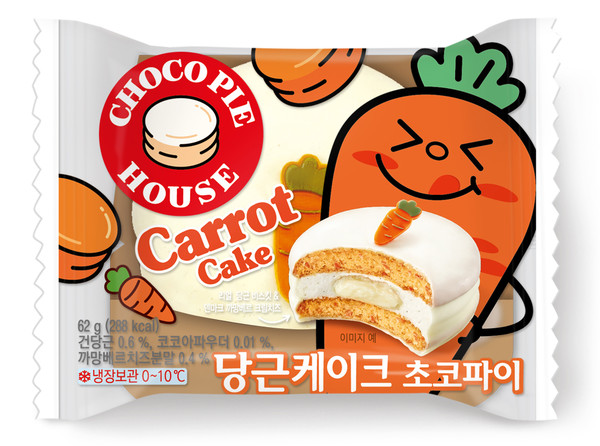 CHOCO PIE
HOUSE
Carrot
Cake
62 g (288 kcal)
건당근 0.6 %, 코코아파우더 0.01 %,
까망베르치즈분말 0.4 %
이미지 예
❄냉장보관 0~10℃
당근케이크 초코파이